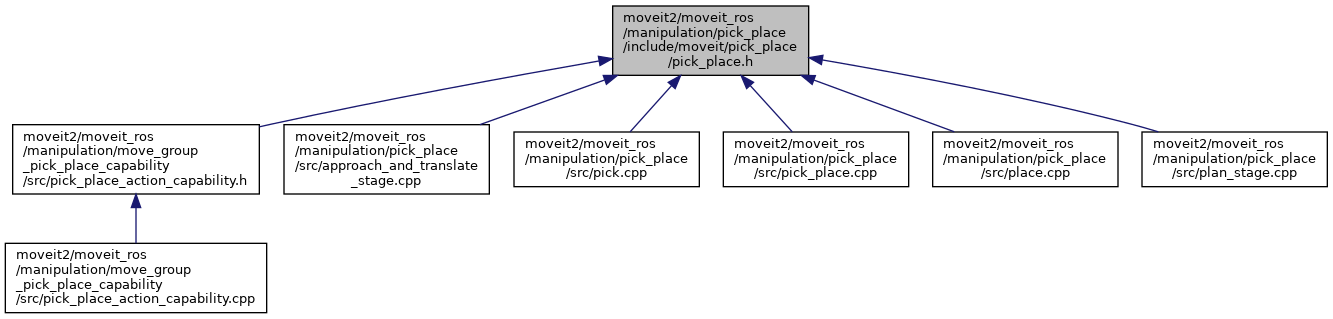 moveit2/moveit_ros
/manipulation/pick_place
/include/moveit/pick_place
/pick_place.h
moveit2/moveit_ros
/manipulation/move_group
_pick_place_capability
/src/pick_place_action_capability.h
moveit2/moveit_ros
/manipulation/pick_place
/src/approach_and_translate
_stage.cpp
moveit2/moveit_ros
/manipulation/pick_place
/src/pick.cpp
moveit2/moveit_ros
/manipulation/pick_place
/src/pick_place.cpp
moveit2/moveit_ros
/manipulation/pick_place
/src/place.cpp
moveit2/moveit_ros
/manipulation/pick_place
/src/plan_stage.cpp
moveit2/moveit_ros
/manipulation/move_group
_pick_place_capability
/src/pick_place_action_capability.cpp